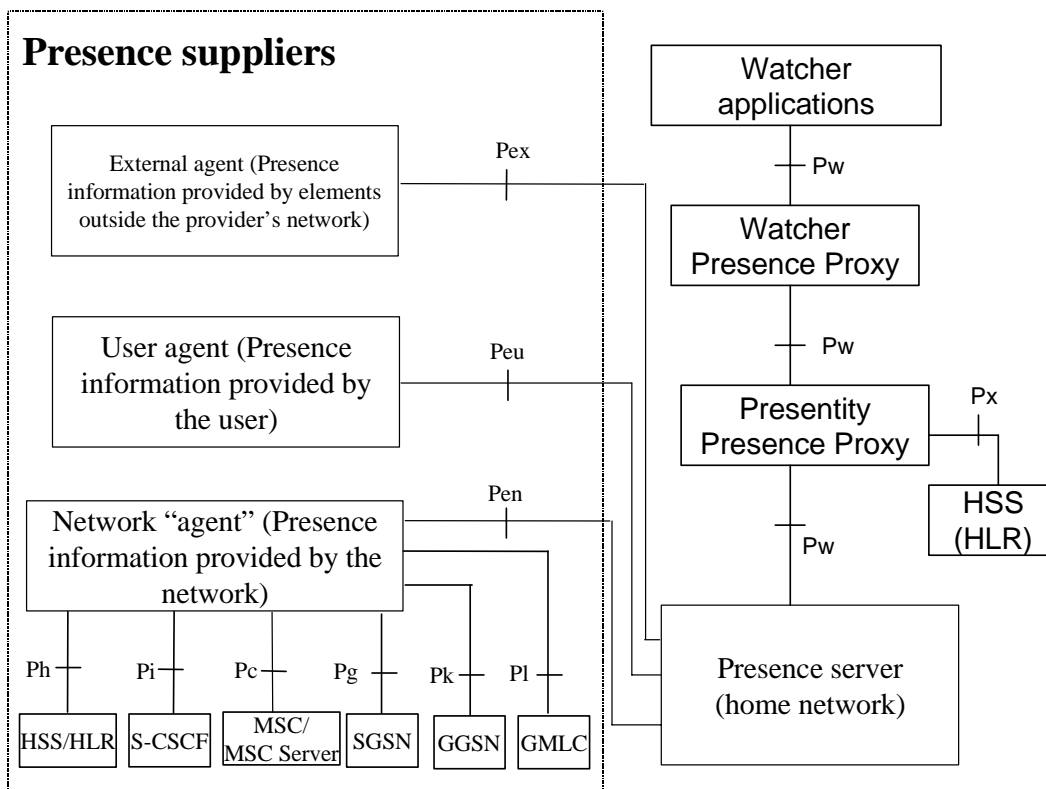 Presence suppliers
External agent (Presence
information provided by elements
outside the provider's network)
Pex
User agent (Presence
information provided by
the user)
Peu
Network “agent” (Presence
information provided by the
network)
Pen
Ph
Pi
Pc
Pg
Pk
Pl
HSS/HLR
S-CSCF
MSC/
MSC Server
SGSN
GGSN
GMLC
Watcher
applications
Pw
Watcher
Presence Proxy
Pw
Presentity
Presence Proxy
Px
HSS
(HLR)
Pw
Presence server
(home network)